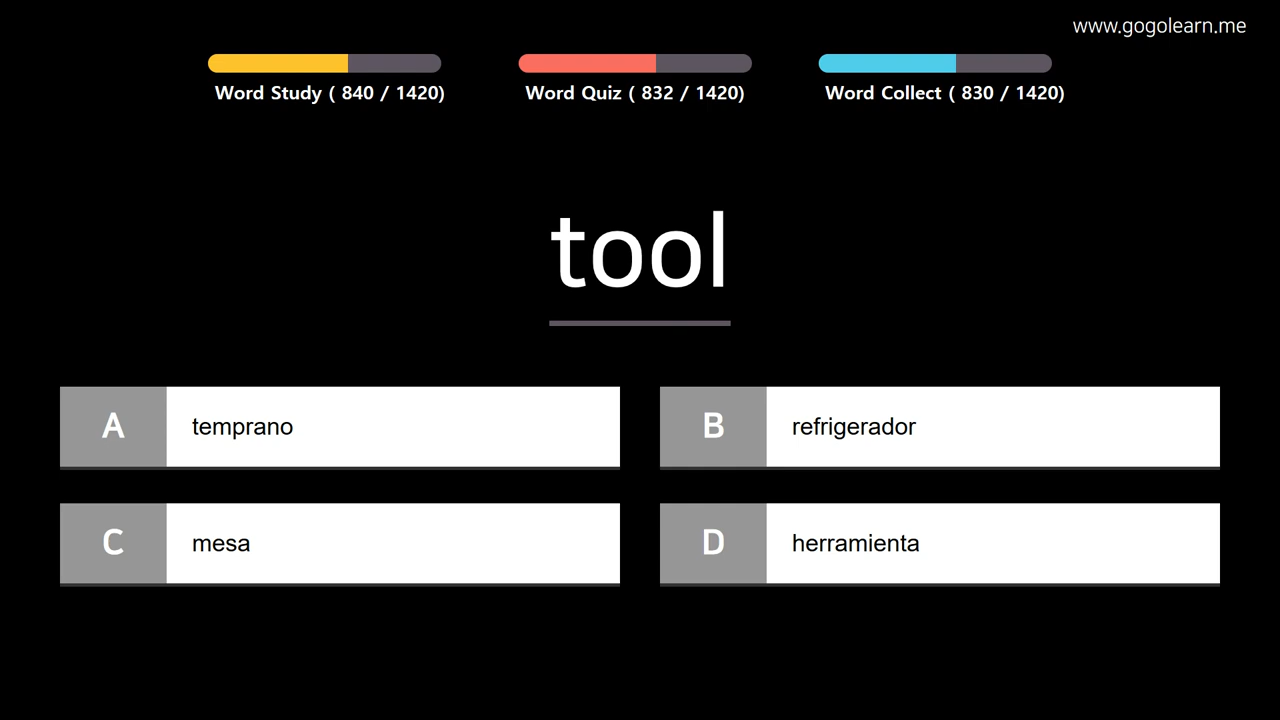 www.gogolearn.me
Word Study ( 840 / 1420)
Word Quiz ( 832 / 1420)
Word Collect ( 830 / 1420)
tool
A temprano
B refrigerador
C mesa
D herramienta